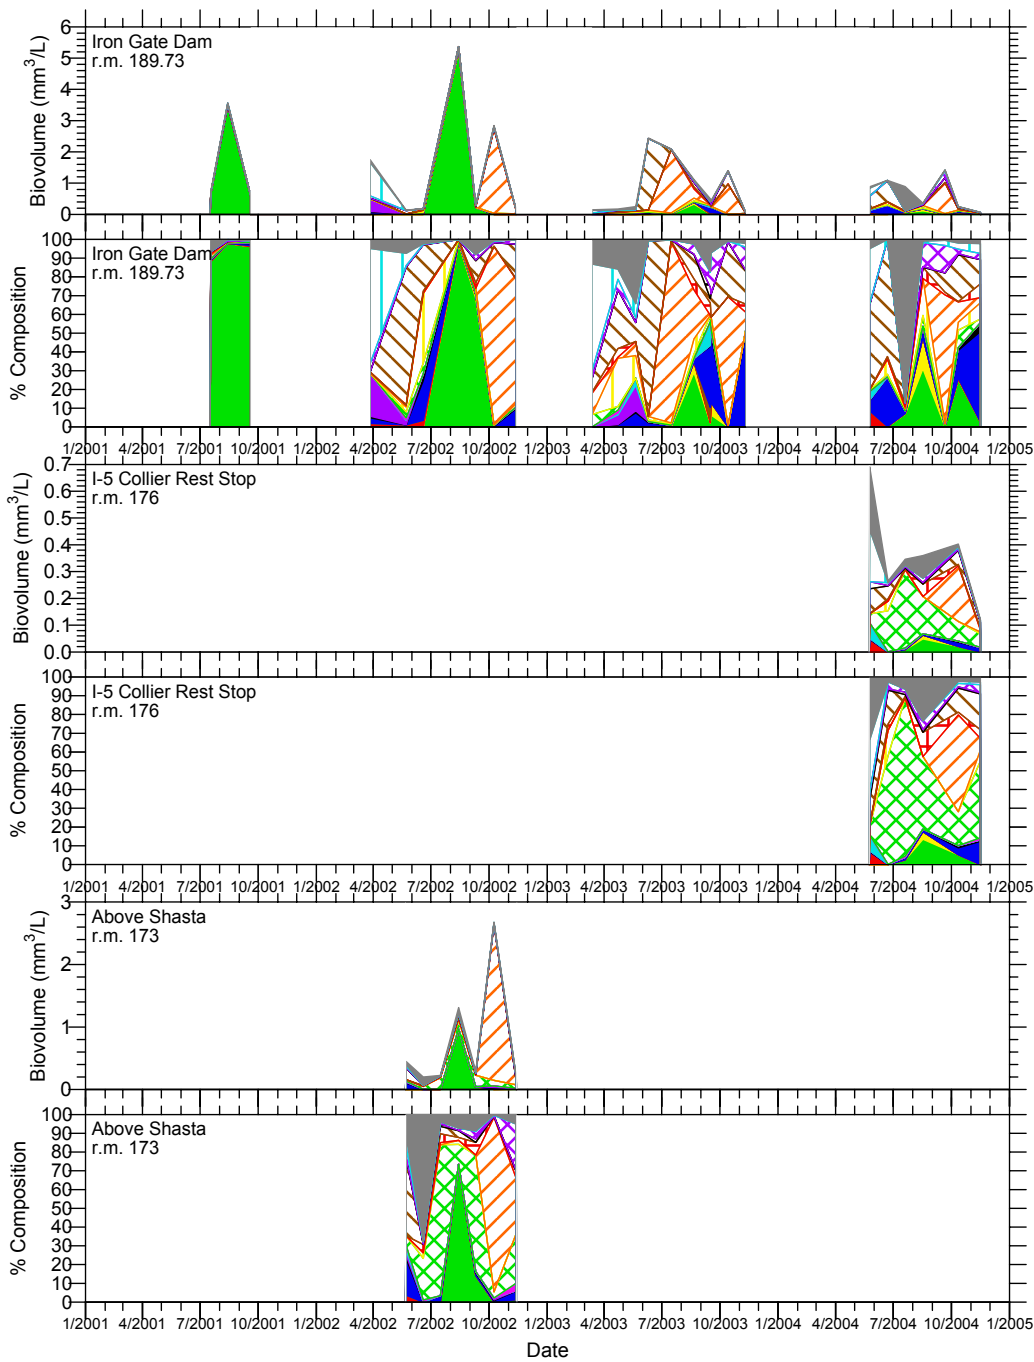 Biovolume (mm³/L)
6
5
4
3
2
1
0
Iron Gate Dam
r.m. 189.73
% Composition
100
90
80
70
60
50
40
30
20
10
0
Iron Gate Dam
r.m. 189.73
1/2001 4/2001 7/2001 10/2001 1/2002 4/2002 7/2002 10/2002 1/2003 4/2003 7/2003 10/2003 1/2004 4/2004 7/2004 10/2004 1/2005
Biovolume (mm³/L)
0.7
0.6
0.5
0.4
0.3
0.2
0.1
0.0
I-5 Collier Rest Stop
r.m. 176
% Composition
100
90
80
70
60
50
40
30
20
10
0
I-5 Collier Rest Stop
r.m. 176
1/2001 4/2001 7/2001 10/2001 1/2002 4/2002 7/2002 10/2002 1/2003 4/2003 7/2003 10/2003 1/2004 4/2004 7/2004 10/2004 1/2005
Biovolume (mm³/L)
3
2
1
0
Above Shasta
r.m. 173
% Composition
100
90
80
70
60
50
40
30
20
10
0
Above Shasta
r.m. 173
1/2001 4/2001 7/2001 10/2001 1/2002 4/2002 7/2002 10/2002 1/2003 4/2003 7/2003 10/2003 1/2004 4/2004 7/2004 10/2004 1/2005
Date